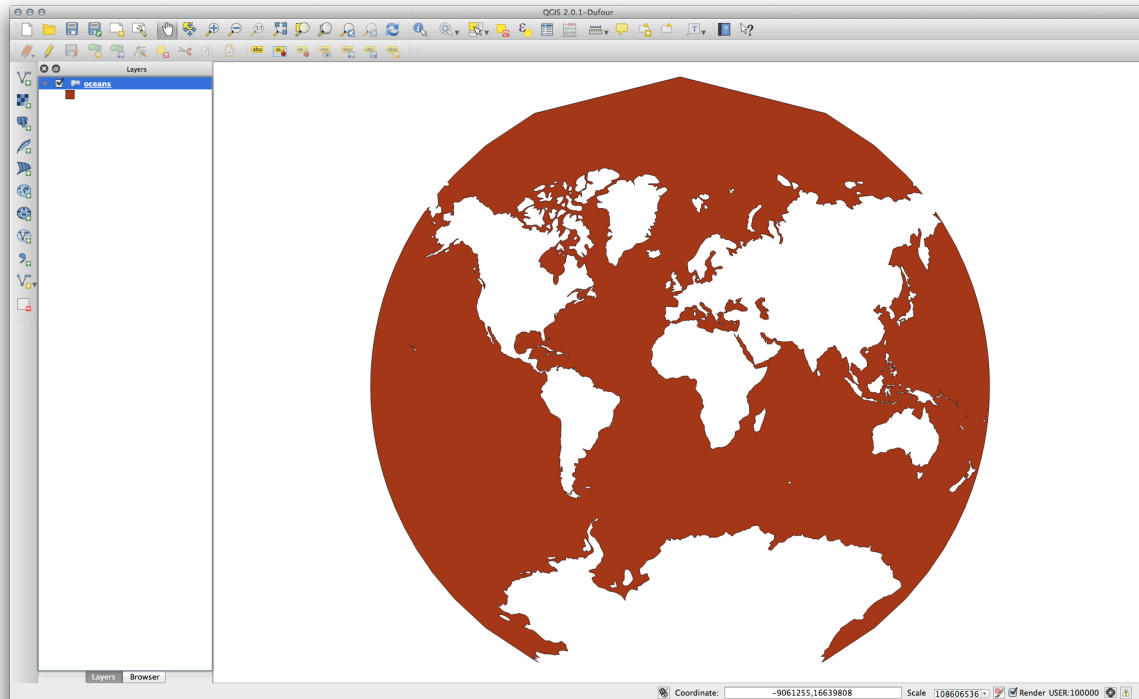 QGIS 2.0.1-Dufour
Layers
oceans
Layers
Browser
Coordinate:
-9061255,16639808
Scale
108606536
Render
USER:100000